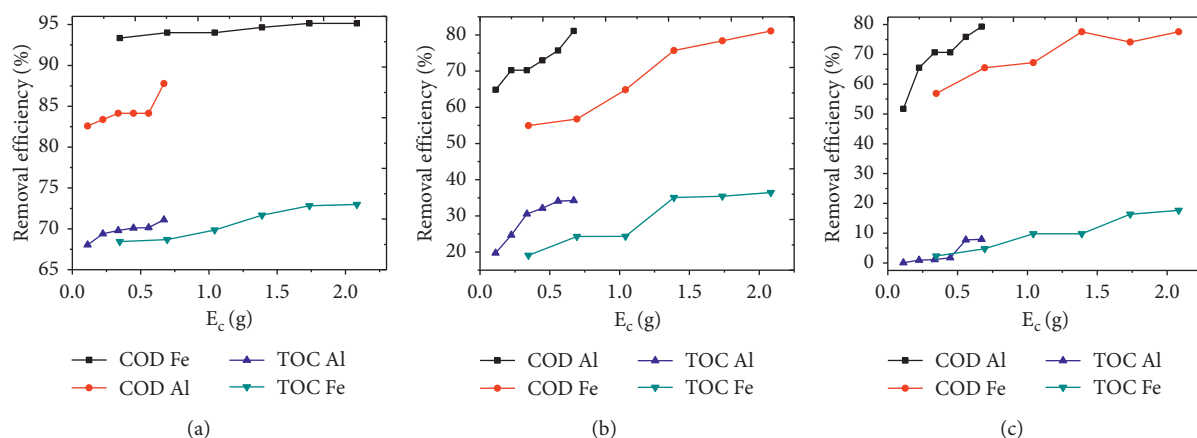 95
90
85
80
75
70
65
Removal efficiency (%)
0.0 0.5 1.0 1.5 2.0
E_c (g)
COD Fe TOC Al
COD Al TOC Fe
(a)
80
70
60
50
40
30
20
Removal efficiency (%)
0.0 0.5 1.0 1.5 2.0
E_c (g)
COD Al TOC Al
COD Fe TOC Fe
(b)
80
70
60
50
40
30
20
10
0
Removal efficiency (%)
0.0 0.5 1.0 1.5 2.0
E_c (g)
COD Al TOC Al
COD Fe TOC Fe
(c)